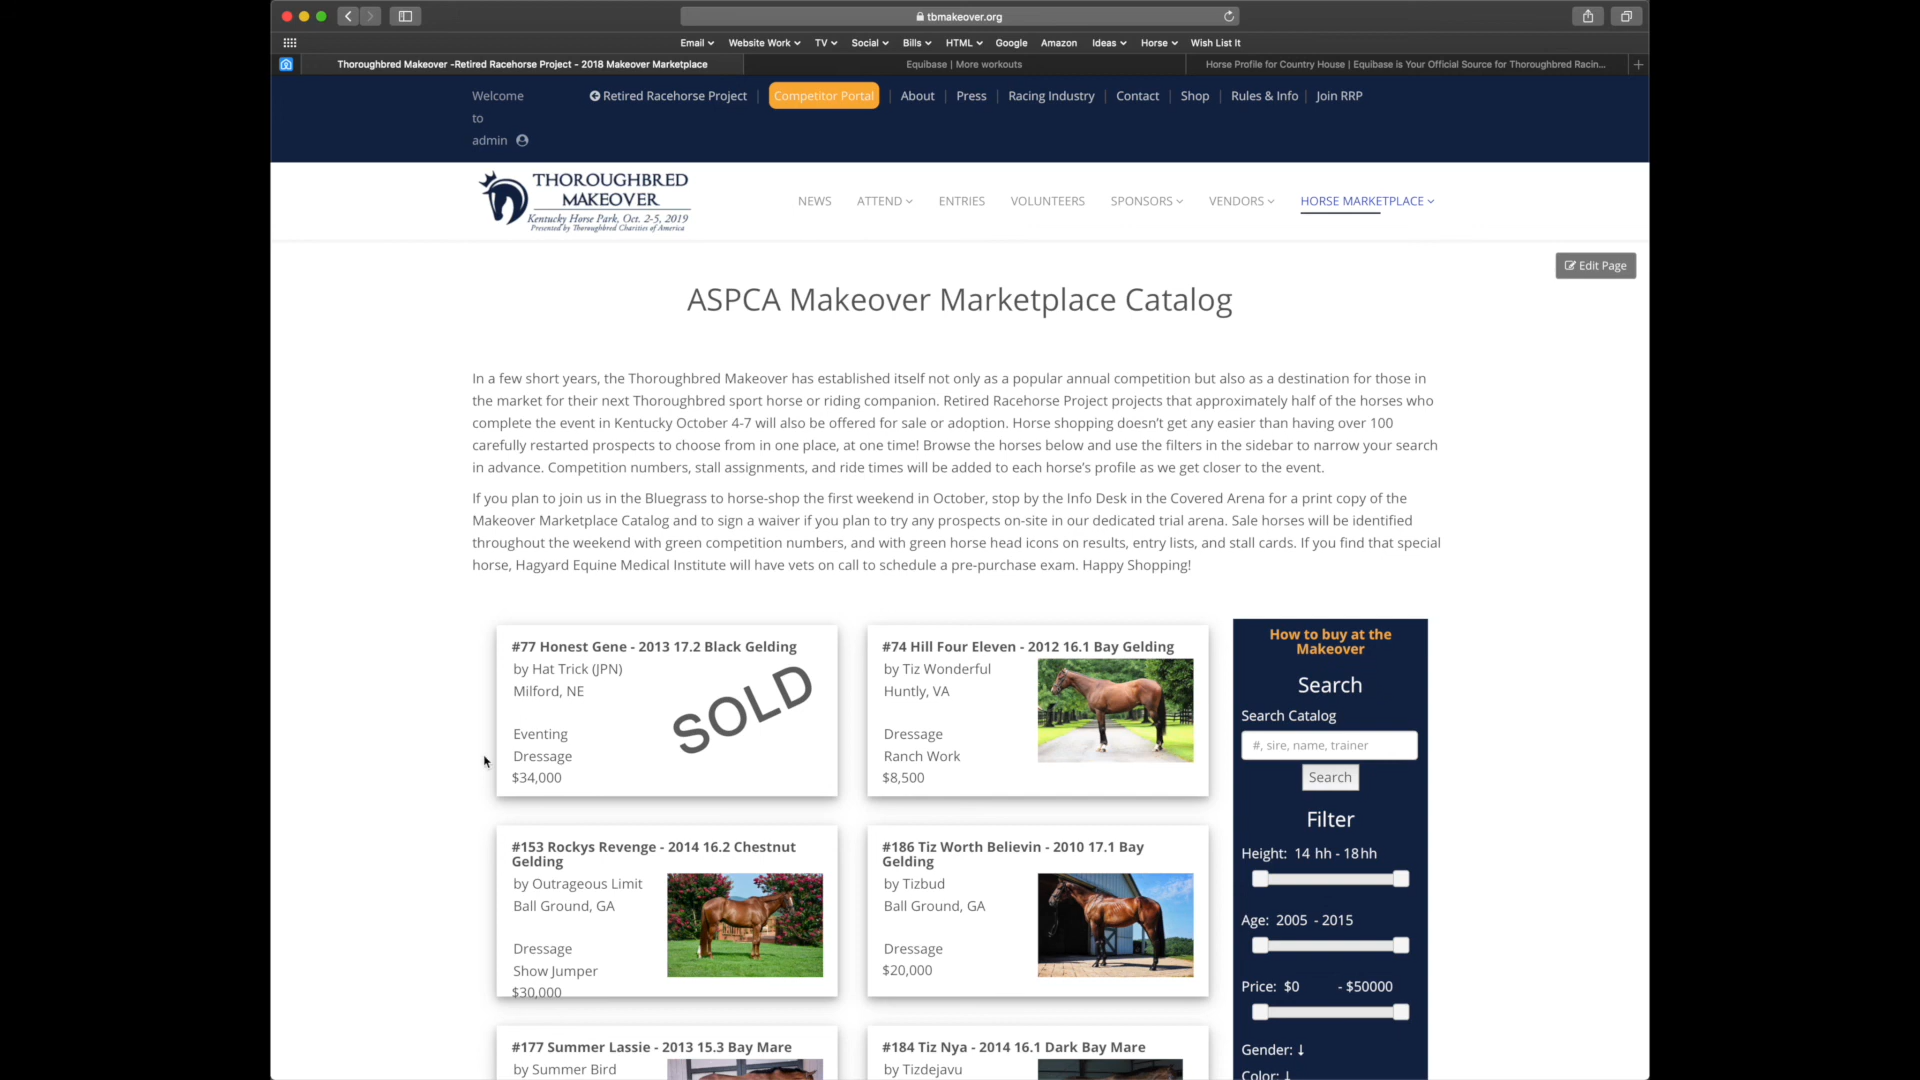 tbmakeover.org
Email Website Work TV Social Bills HTML Google Amazon Ideas Horse Wish List It
Thoroughbred Makeover -Retired Racehorse Project - 2018 Makeover Marketplace
Equibase | More workouts
Horse Profile for Country House | Equibase is Your Official Source for Thoroughbred Racin...
Welcome
to
admin
Retired Racehorse Project | Competitor Portal | About | Press | Racing Industry | Contact | Shop | Rules & Info | Join RRP
THOROUGHBRED
MAKEOVER
Kentucky Horse Park, Oct. 2-5, 2019
Presented by Thoroughbred Charities of America
NEWS ATTEND ENTRIES VOLUNTEERS SPONSORS VENDORS HORSE MARKETPLACE
Edit Page
ASPCA Makeover Marketplace Catalog
In a few short years, the Thoroughbred Makeover has established itself not only as a popular annual competition but also as a destination for those in
the market for their next Thoroughbred sport horse or riding companion. Retired Racehorse Project projects that approximately half of the horses who
complete the event in Kentucky October 4-7 will also be offered for sale or adoption. Horse shopping doesn't get any easier than having over 100
carefully restarted prospects to choose from in one place, at one time! Browse the horses below and use the filters in the sidebar to narrow your search
in advance. Competition numbers, stall assignments, and ride times will be added to each horse's profile as we get closer to the event.
If you plan to join us in the Bluegrass to horse-shop the first weekend in October, stop by the Info Desk in the Covered Arena for a print copy of the
Makeover Marketplace Catalog and to sign a waiver if you plan to try any prospects on-site in our dedicated trial arena. Sale horses will be identified
throughout the weekend with green competition numbers, and with green horse head icons on results, entry lists, and stall cards. If you find that special
horse, Hagyard Equine Medical Institute will have vets on call to schedule a pre-purchase exam. Happy Shopping!
#77 Honest Gene - 2013 17.2 Black Gelding
by Hat Trick (JPN)
Milford, NE
Eventing
Dressage
$34,000
SOLD
#74 Hill Four Eleven - 2012 16.1 Bay Gelding
by Tiz Wonderful
Huntly, VA
Dressage
Ranch Work
$8,500
#153 Rockys Revenge - 2014 16.2 Chestnut
Gelding
by Outrageous Limit
Ball Ground, GA
Dressage
Show Jumper
$30,000
#186 Tiz Worth Believin - 2010 17.1 Bay
Gelding
by Tizbud
Ball Ground, GA
Dressage
$20,000
#177 Summer Lassie - 2013 15.3 Bay Mare
by Summer Bird
#184 Tiz Nya - 2014 16.1 Dark Bay Mare
by Tizdejavu
How to buy at the
Makeover
Search
Search Catalog
#, sire, name, trainer
Search
Filter
Height: 14 hh - 18hh
Age: 2005 - 2015
Price: $0 - $50000
Gender: ↓
Color: ↓